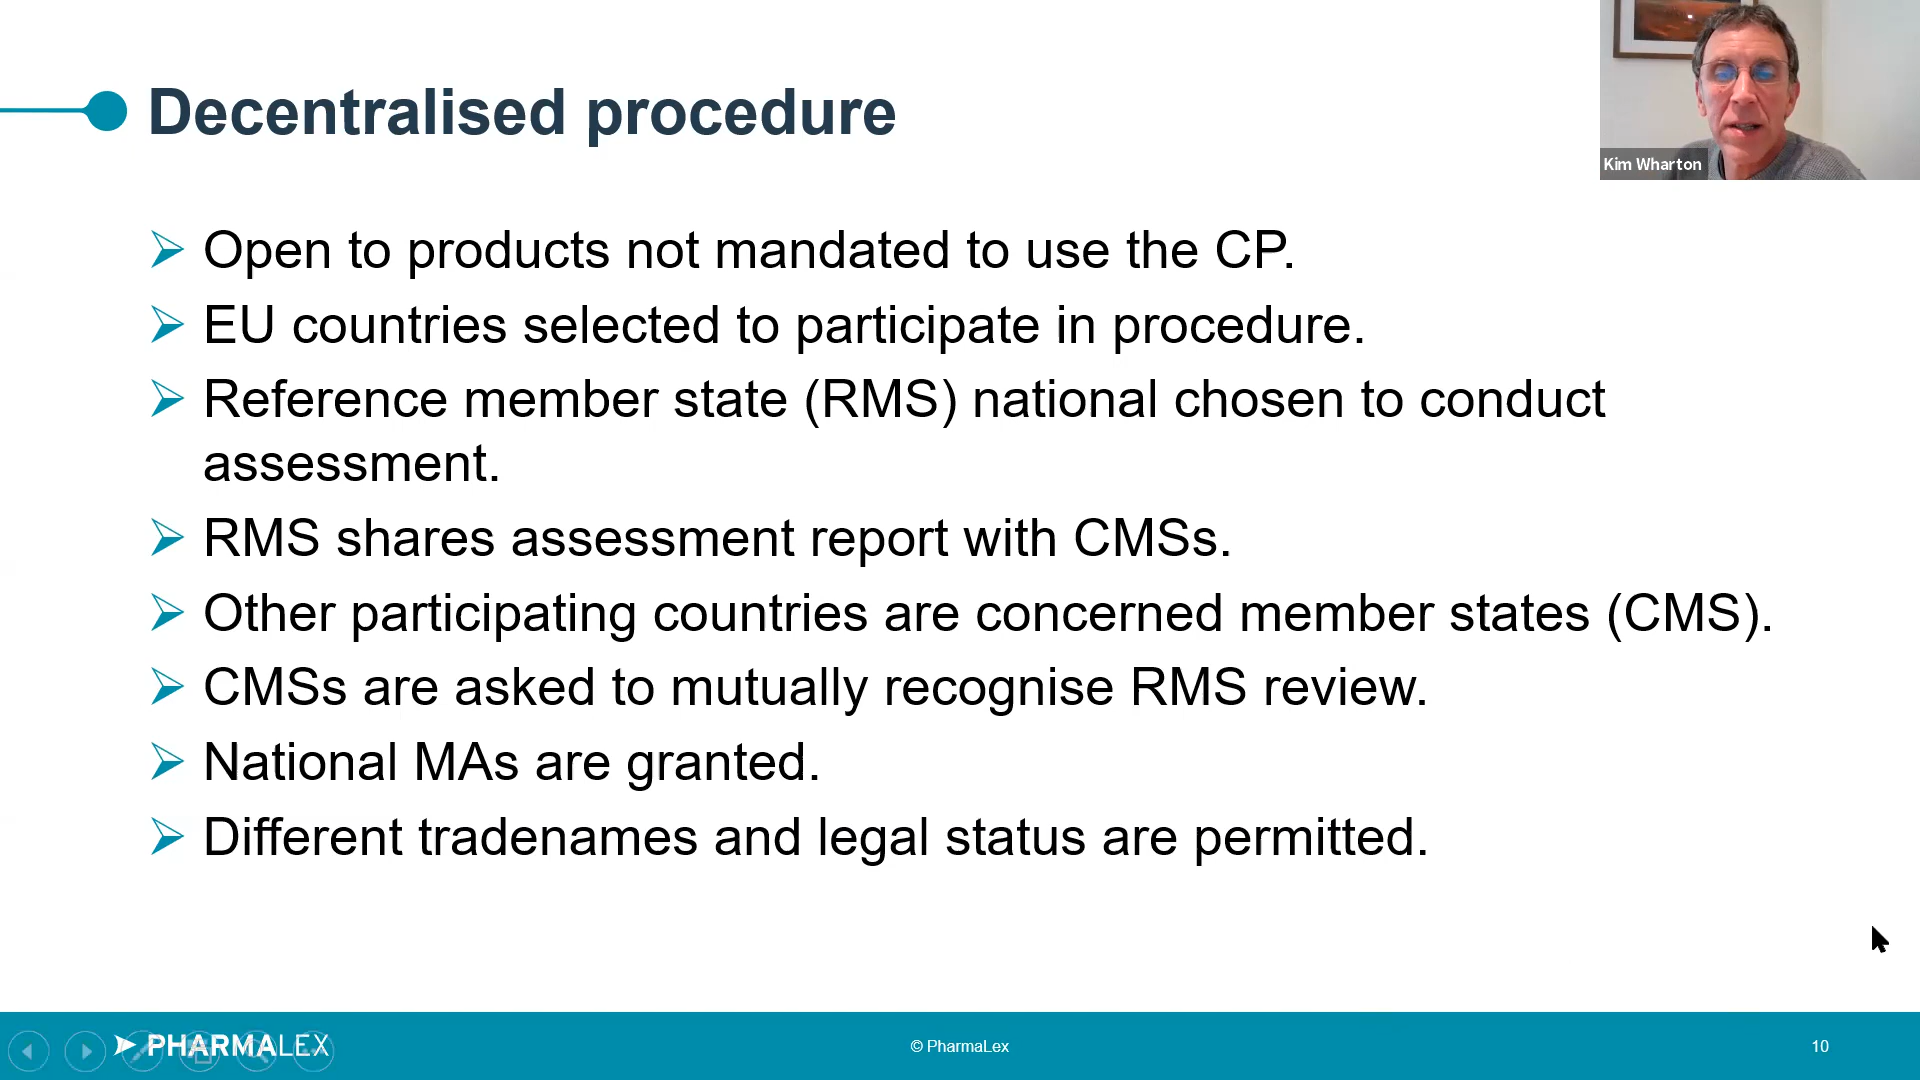 Decentralised procedure
Kim Wharton
Open to products not mandated to use the CP.
EU countries selected to participate in procedure.
Reference member state (RMS) national chosen to conduct
assessment.
RMS shares assessment report with CMSs.
Other participating countries are concerned member states (CMS).
CMSs are asked to mutually recognise RMS review.
National MAs are granted.
Different tradenames and legal status are permitted.
PHARMALEX
© PharmaLex
10